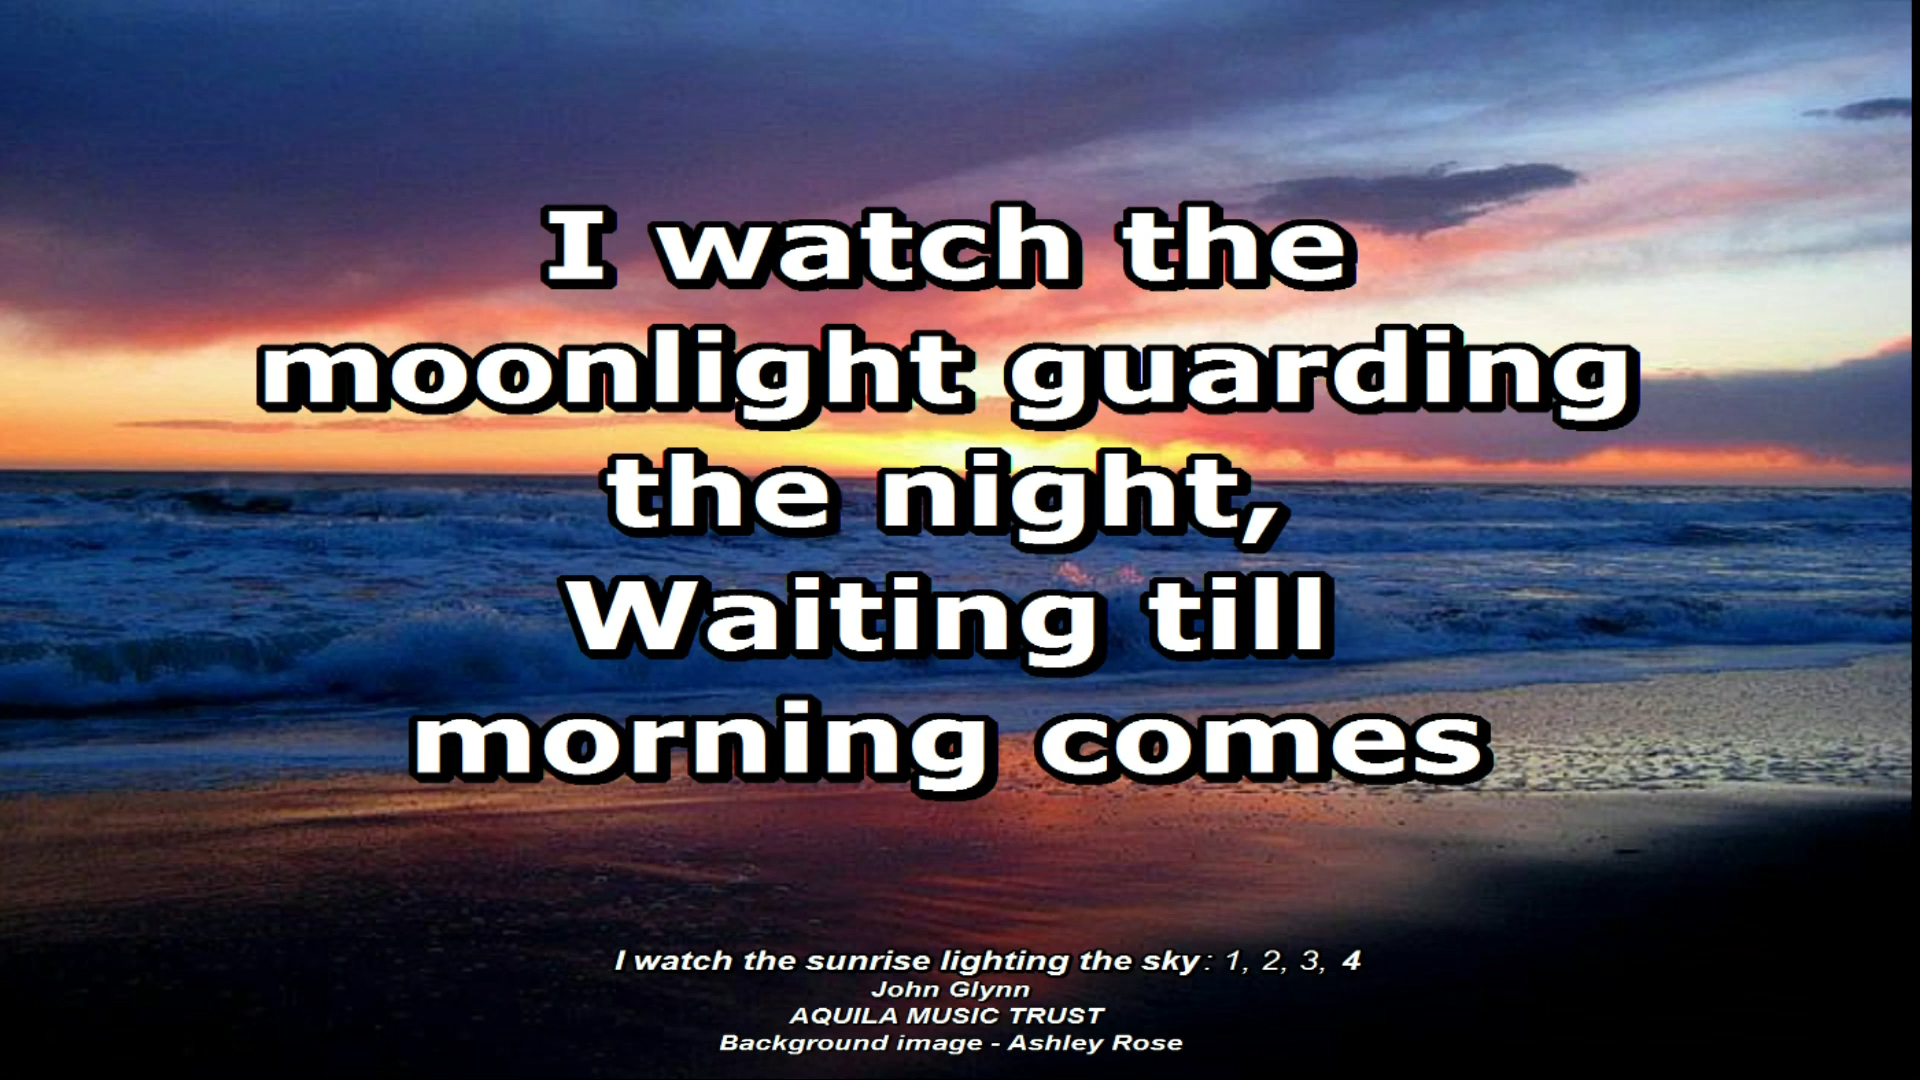 I watch the
moonlight guarding
the night,
Waiting till
morning comes
I watch the sunrise lighting the sky: 1, 2, 3, 4
John Glynn
AQUILA MUSIC TRUST
Background image - Ashley Rose